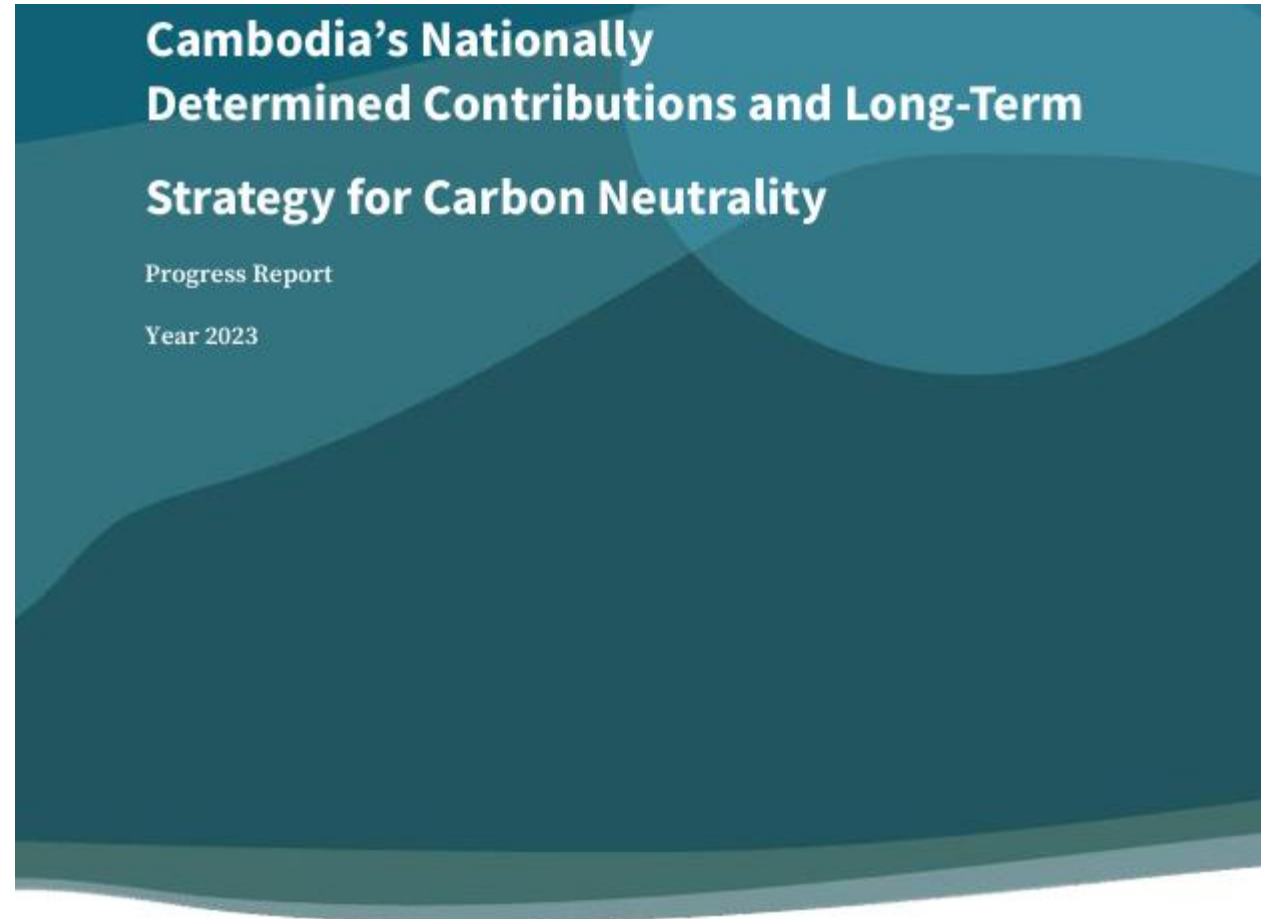 Cambodia’s Nationally
Determined Contributions and Long-Term
Strategy for Carbon Neutrality
Progress Report
Year 2023